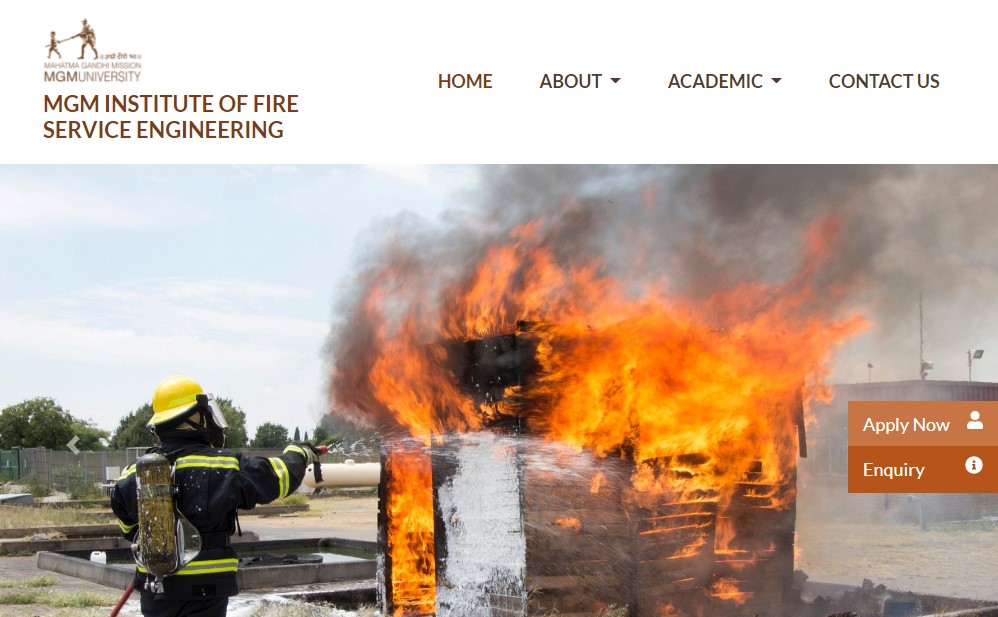 MAHATMA GANDHI MISSION
MGMUNIVERSITY
MGM INSTITUTE OF FIRE
SERVICE ENGINEERING
HOME
ABOUT
ACADEMIC
CONTACT US
Apply Now
Enquiry